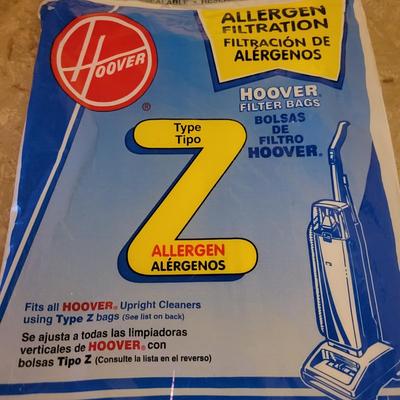 ALLERGEN
FILTRATION
FILTRACIÓN DE
ALÉRGENOS
HOOVER
®
HOOVER®
FILTER BAGS
BOLSAS
DE
FILTRO
HOOVER®
Type
Tipo
Z
ALLERGEN
ALÉRGENOS
Fits all HOOVER® Upright Cleaners
using Type Z bags (See list on back)
Se ajusta a todas las limpiadoras
verticales de HOOVER® con
bolsas Tipo Z (Consulte la lista en el reverso)